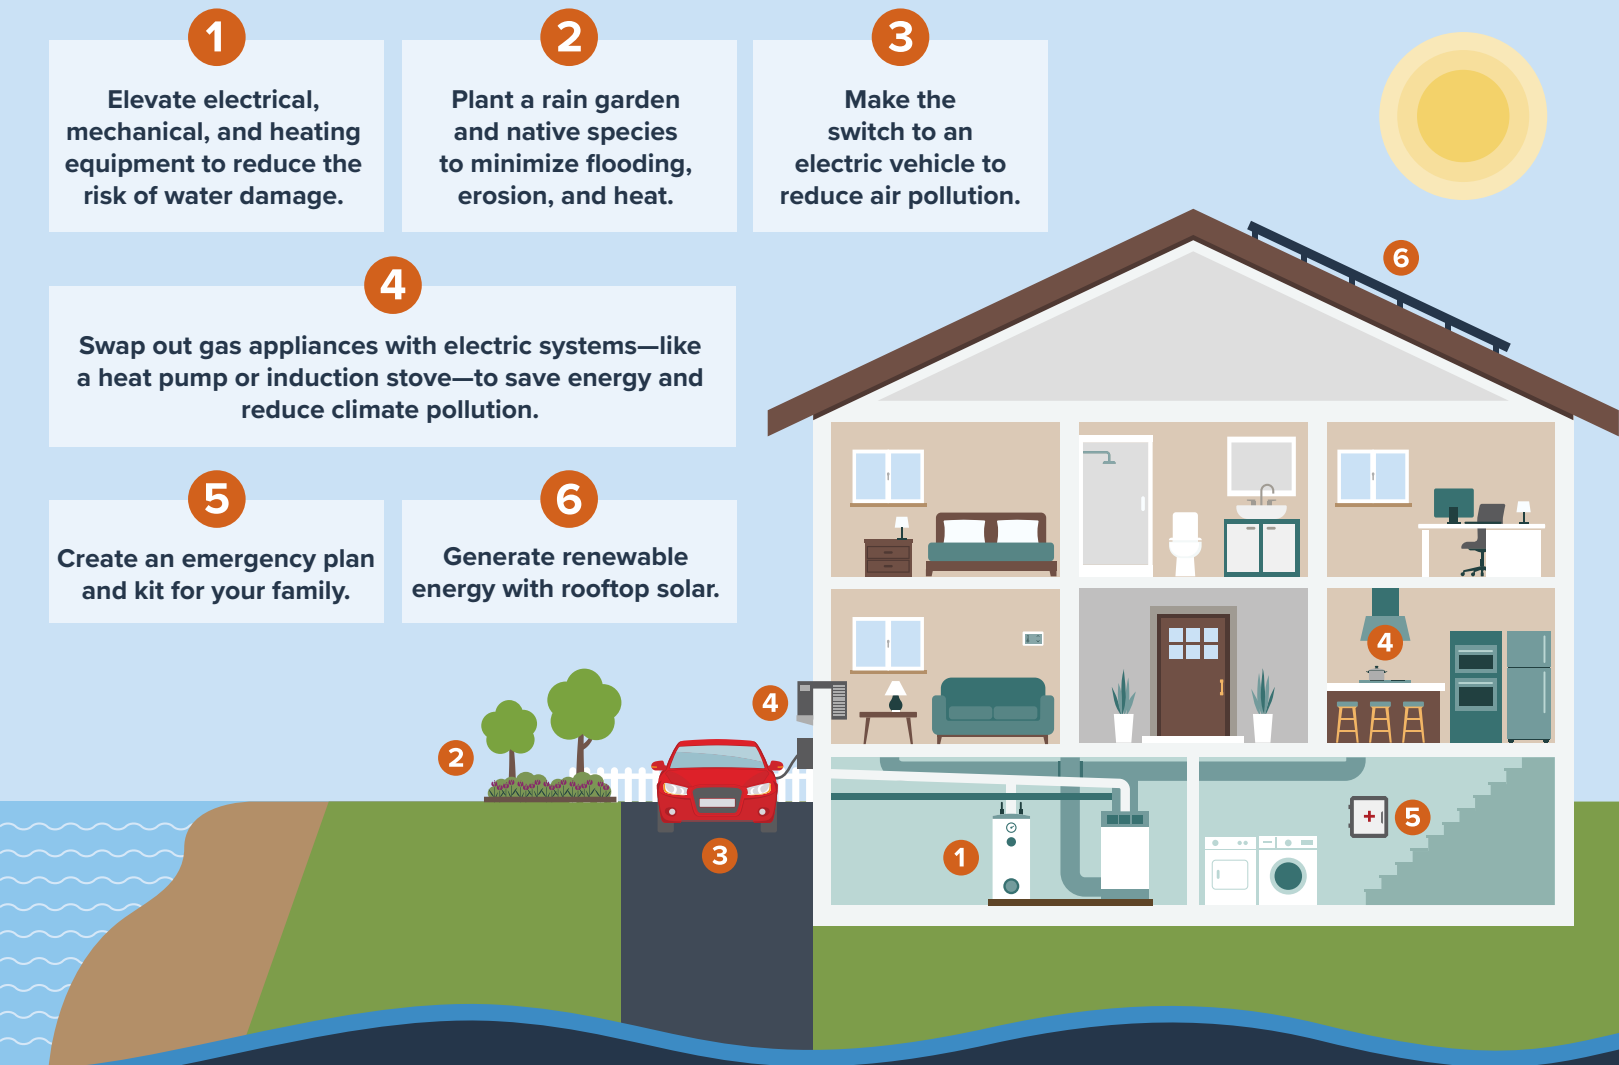 1
Elevate electrical,
mechanical, and heating
equipment to reduce the
risk of water damage.
2
Plant a rain garden
and native species
to minimize flooding,
erosion, and heat.
3
Make the
switch to an
electric vehicle to
reduce air pollution.
4
Swap out gas appliances with electric systems—like
a heat pump or induction stove—to save energy and
reduce climate pollution.
5
Create an emergency plan
and kit for your family.
6
Generate renewable
energy with rooftop solar.
6
4
4
2
3
1
5